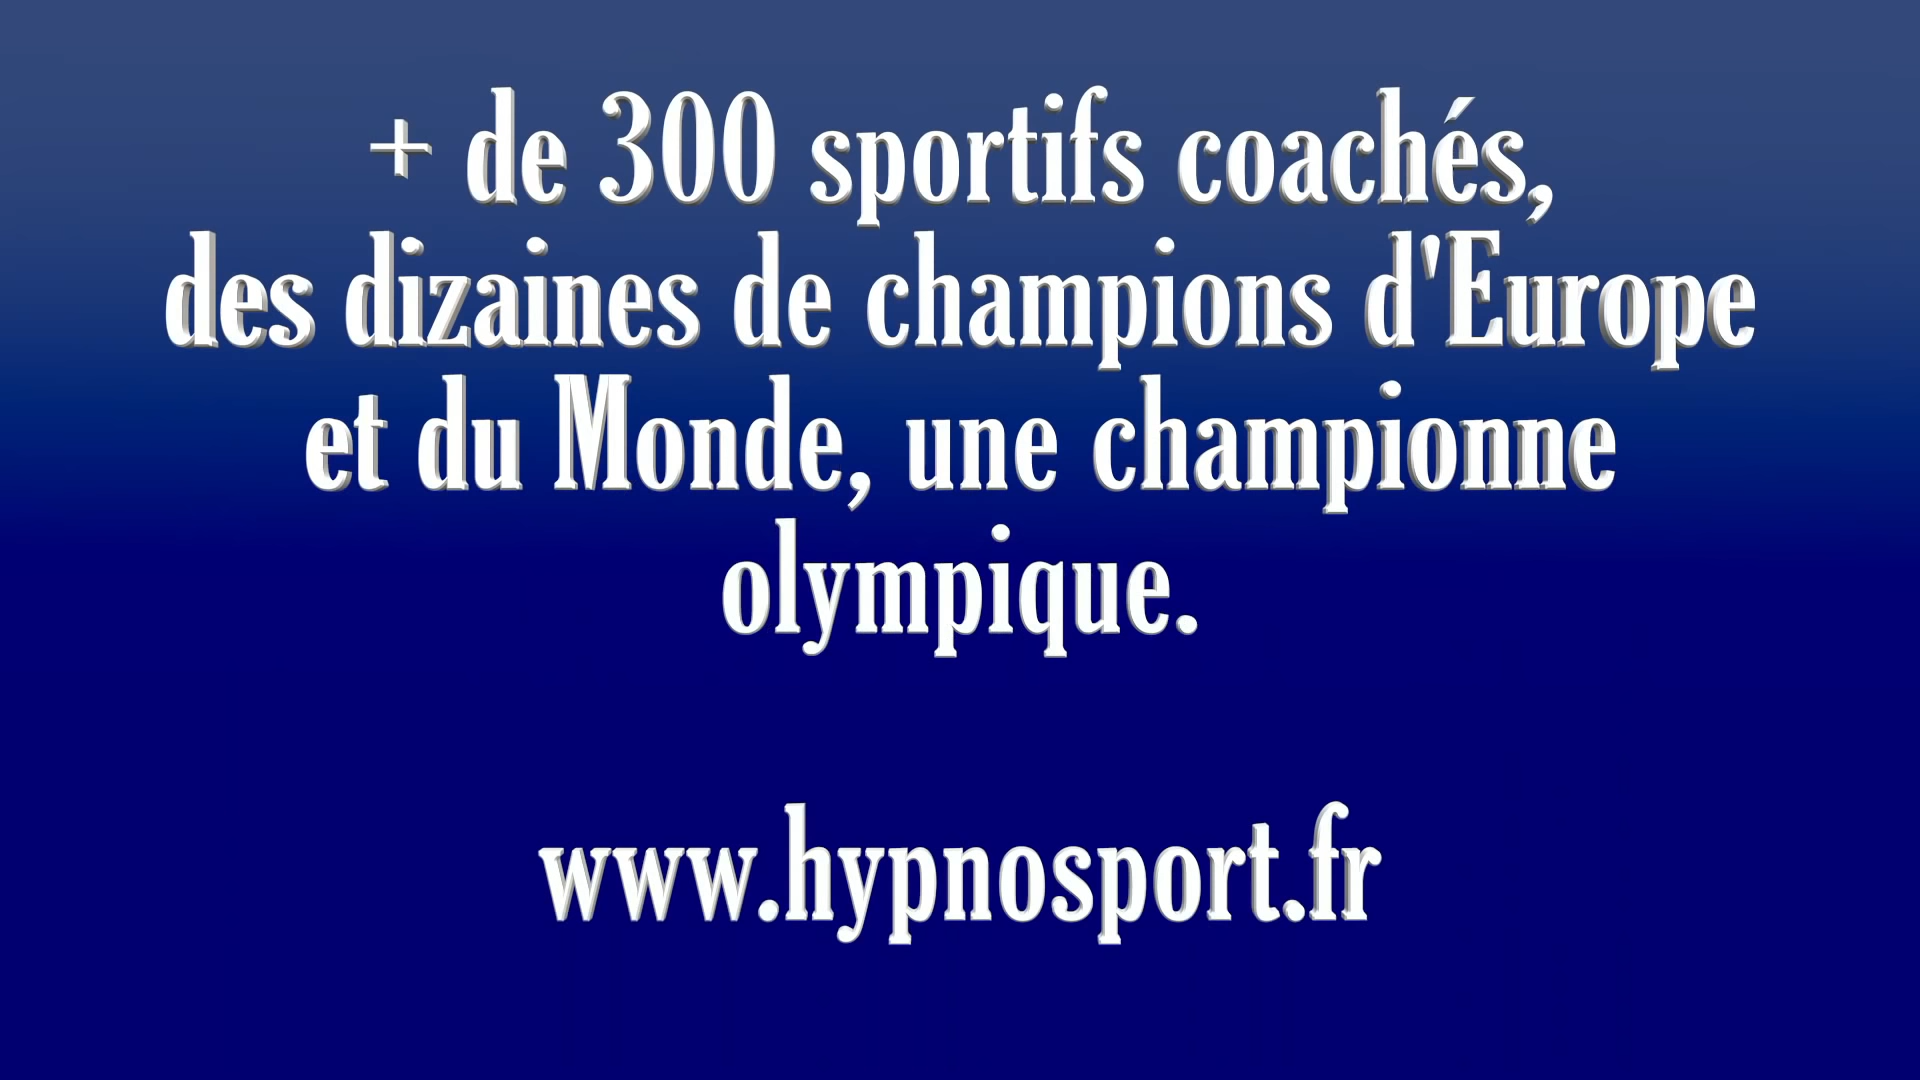 + de 300 sportifs coachés,
des dizaines de champions d'Europe
et du Monde, une championne
olympique.
www.hypnosport.fr